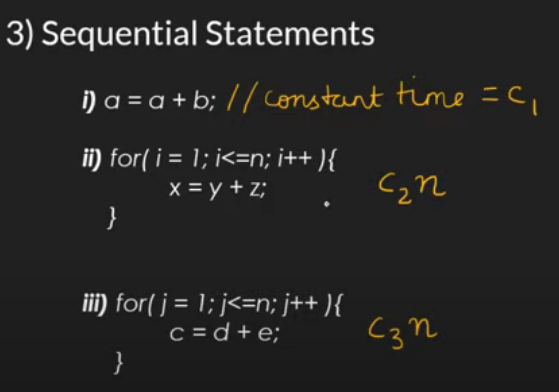 3) Sequential Statements
i) a = a + b; // constant time = c₁
ii) for( i = 1; i<=n; i++ ){
x = y + z; c₂n
}
iii) for( j = 1; j<=n; j++ ){
c = d + e; c₃n
}